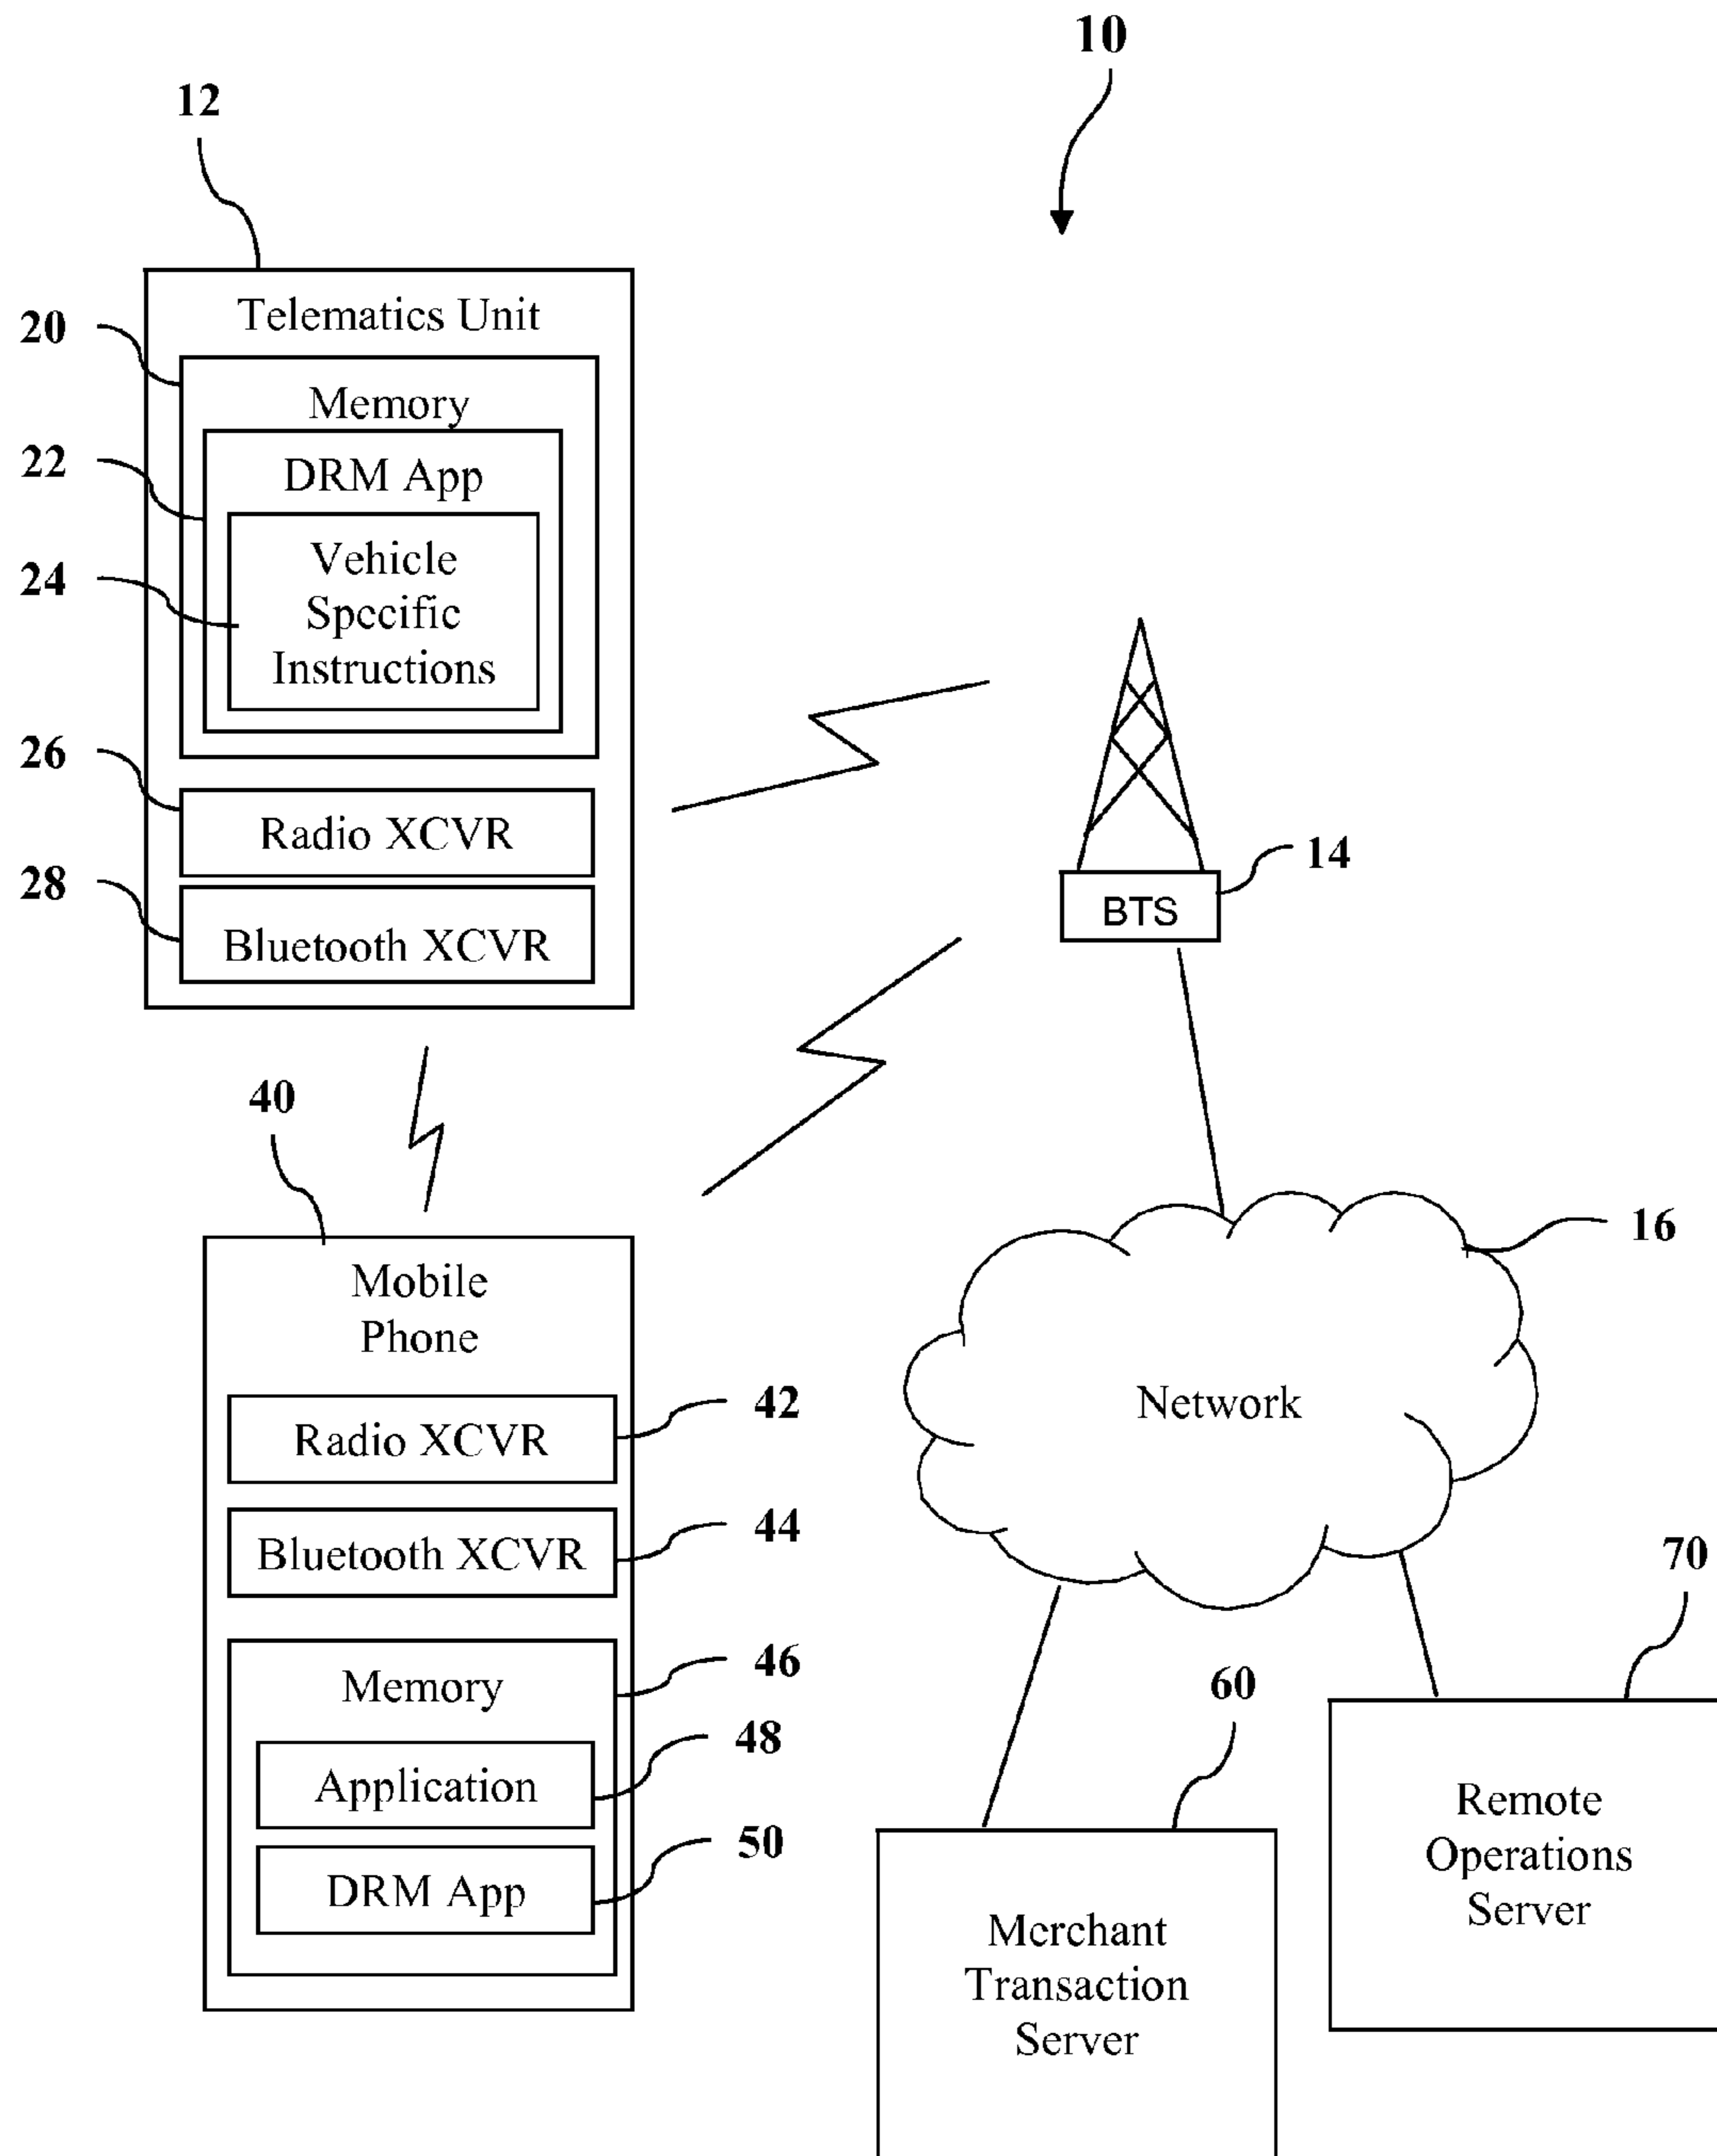 10
12
Telematics Unit
20
Memory
22
DRM App
24
Vehicle
Specific
Instructions
26
Radio XCVR
28
Bluetooth XCVR
14
BTS
40
Mobile
Phone
42
Radio XCVR
44
Bluetooth XCVR
46
Memory
48
Application
50
DRM App
16
Network
60
Merchant
Transaction
Server
70
Remote
Operations
Server